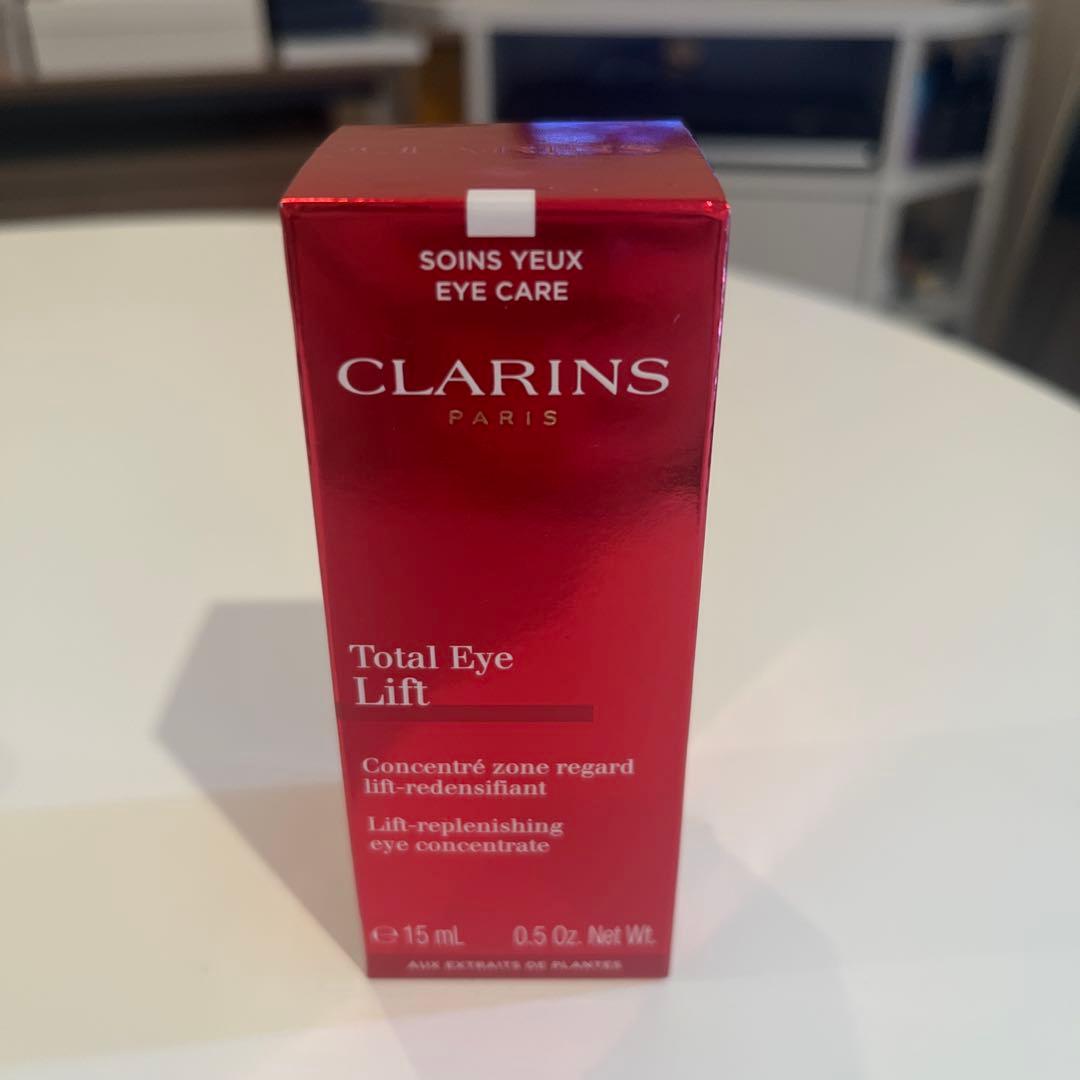 SOINS YEUX
EYE CARE
CLARINS
PARIS
Total Eye
Lift
Concentré zone regard
lift-redensifiant
Lift-replenishing
eye concentrate
℮ 15 mL 0.5 Oz. Net Wt.
AUX EXTRAITS DE PLANTES